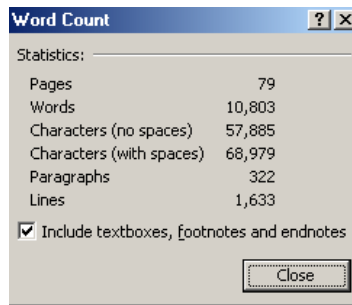 Word Count
Statistics:
Pages 79
Words 10,803
Characters (no spaces) 57,885
Characters (with spaces) 68,979
Paragraphs 322
Lines 1,633
Include textboxes, footnotes and endnotes
Close